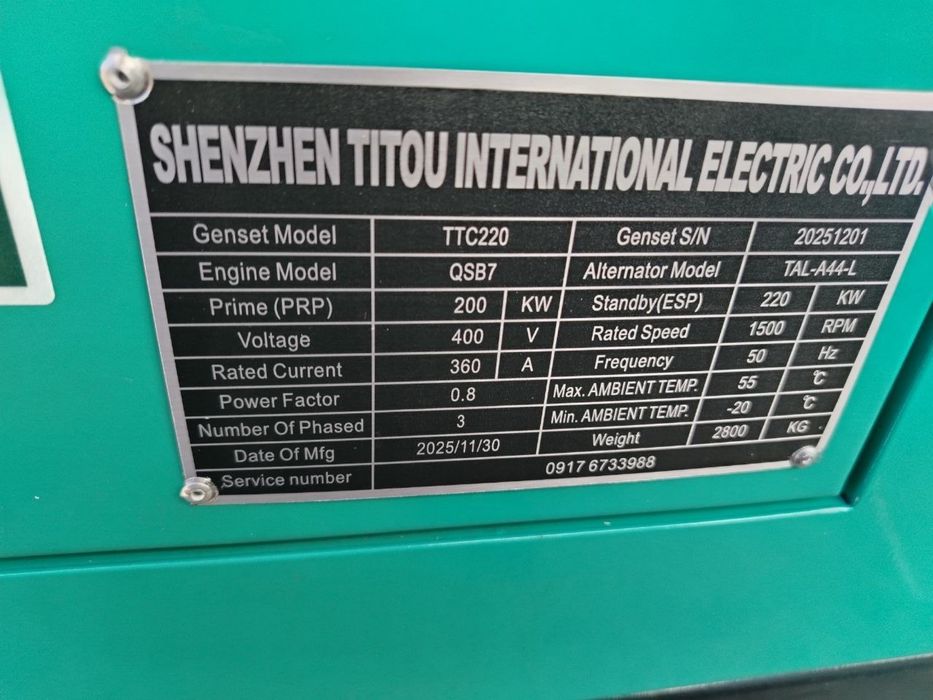 SHENZHEN TITOU INTERNATIONAL ELECTRIC CO.,LTD.
Genset Model TTC220 Genset S/N 20251201
Engine Model QSB7 Alternator Model TAL-A44-L
Prime (PRP) 200 KW Standby(ESP) 220 KW
Voltage 400 V Rated Speed 1500 RPM
Rated Current 360 A Frequency 50 Hz
Power Factor 0.8 Max. AMBIENT TEMP. 55 °C
Number Of Phased 3 Min. AMBIENT TEMP. -20 °C
Date Of Mfg 2025/11/30 Weight 2800 KG
Service number 0917 6733988